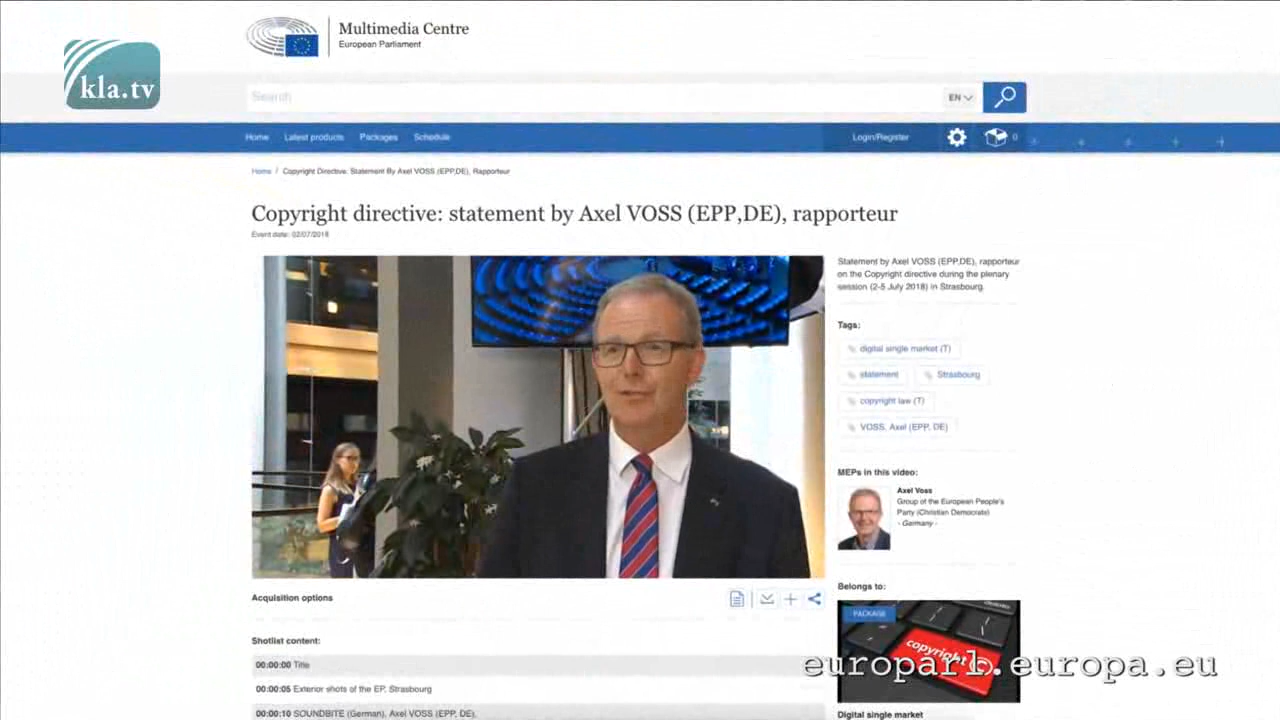 kla.tv
Multimedia Centre
European Parliament
Search
EN
Home
Latest products
Packages
Schedule
Login/Register
0
Home / Copyright Directive: Statement By Axel VOSS (EPP,DE), Rapporteur
Copyright directive: statement by Axel VOSS (EPP,DE), rapporteur
Event date: 02/07/2018
Statement by Axel VOSS (EPP,DE), rapporteur
on the Copyright directive during the plenary
session (2-5 July 2018) in Strasbourg.
Tags:
digital single market (T)
statement
Strasbourg
copyright law (T)
VOSS, Axel (EPP, DE)
MEPs in this video:
Axel Voss
Group of the European People's
Party (Christian Democrats)
- Germany -
Acquisition options
Shotlist content:
00:00:00 Title
00:00:05 Exterior shots of the EP, Strasbourg
00:00:10 SOUNDBITE (German), Axel VOSS (EPP, DE),
Belongs to:
PACKAGE
copyright
europarl.europa.eu
Digital single market